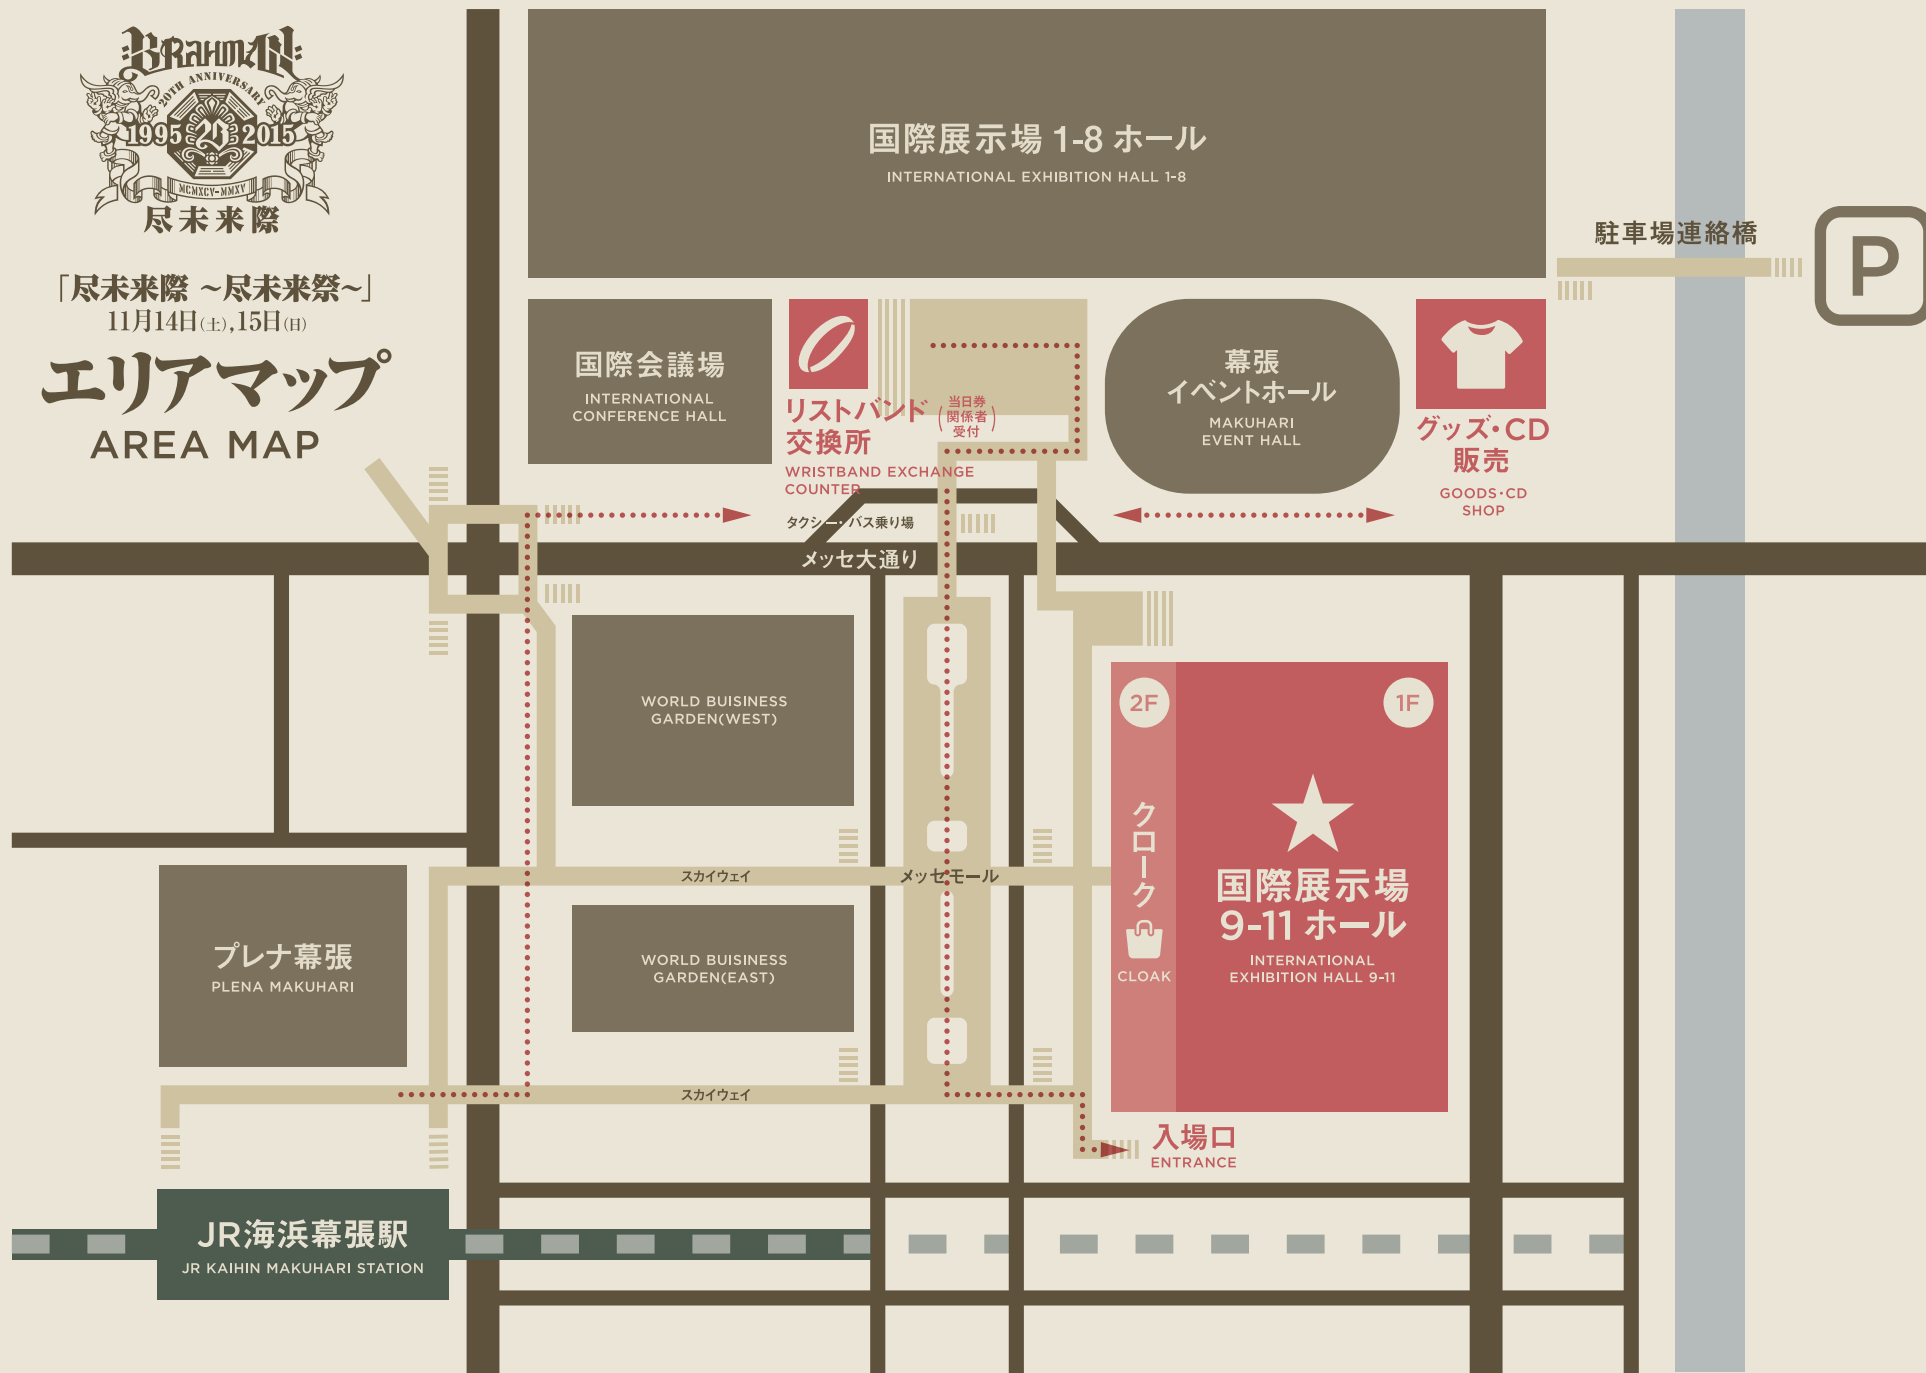 BRAHMAN
20TH ANNIVERSARY
1995 20 2015
MCMXCV-MMXV
尽未来際
「尽未来際 ～尽未来祭～」
11月14日(土),15日(日)
エリアマップ
AREA MAP
国際展示場 1-8 ホール
INTERNATIONAL EXHIBITION HALL 1-8
駐車場連絡橋
P
国際会議場
INTERNATIONAL
CONFERENCE HALL
リストバンド
交換所
(当日券
関係者
受付)
WRISTBAND EXCHANGE
COUNTER
幕張
イベントホール
MAKUHARI
EVENT HALL
グッズ・CD
販売
GOODS・CD
SHOP
タクシー・バス乗り場
メッセ大通り
WORLD BUISINESS
GARDEN(WEST)
2F
1F
クローク
CLOAK
国際展示場
9-11 ホール
INTERNATIONAL
EXHIBITION HALL 9-11
スカイウェイ
メッセモール
プレナ幕張
PLENA MAKUHARI
WORLD BUISINESS
GARDEN(EAST)
スカイウェイ
入場口
ENTRANCE
JR海浜幕張駅
JR KAIHIN MAKUHARI STATION